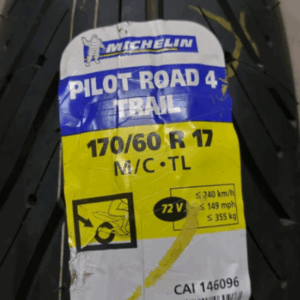 MICHELIN
PILOT ROAD 4
TRAIL
170/60 R 17
M/C • TL
72 V
≤ 240 km/h
≤ 149 mph
≤ 355 kg
CAI 146096